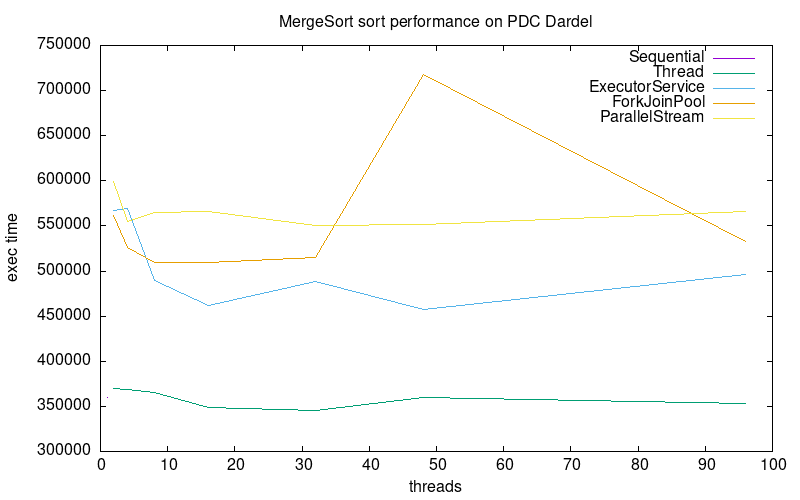 MergeSort sort performance on PDC Dardel
750000
700000
650000
600000
550000
500000
450000
400000
350000
300000
exec time
Sequential
Thread
ExecutorService
ForkJoinPool
ParallelStream
0 10 20 30 40 50 60 70 80 90 100
threads